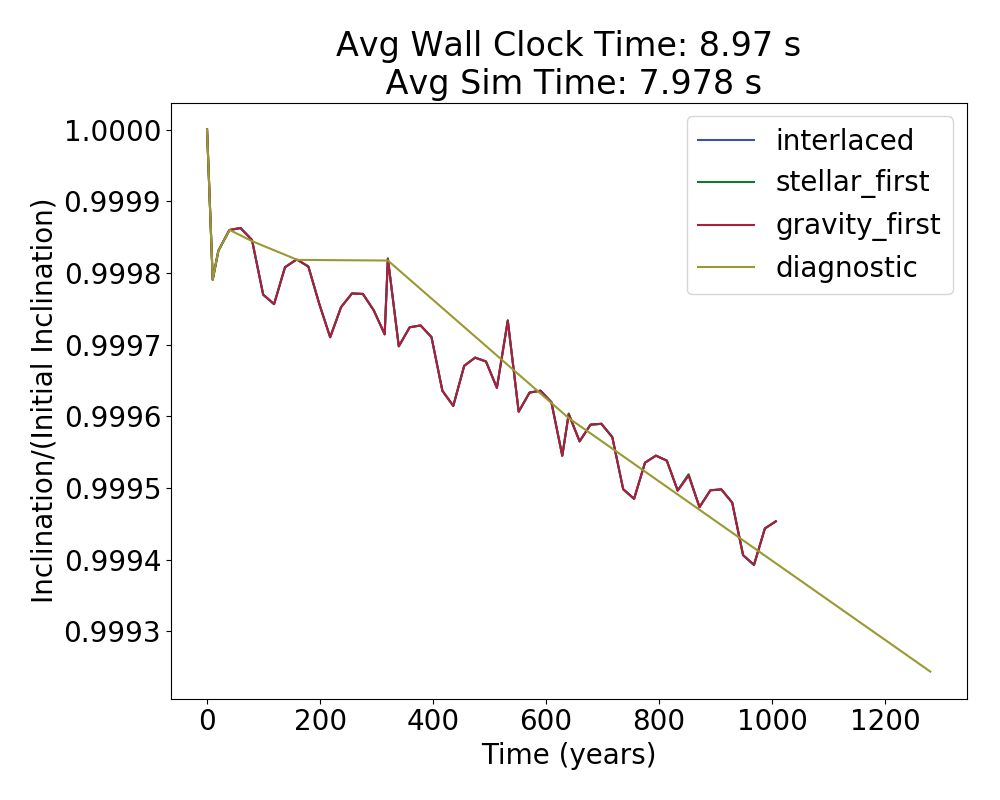 Avg Wall Clock Time: 8.97 s
Avg Sim Time: 7.978 s
interlaced
stellar_first
gravity_first
diagnostic
Inclination/(Initial Inclination)
1.0000
0.9999
0.9998
0.9997
0.9996
0.9995
0.9994
0.9993
0 200 400 600 800 1000 1200
Time (years)